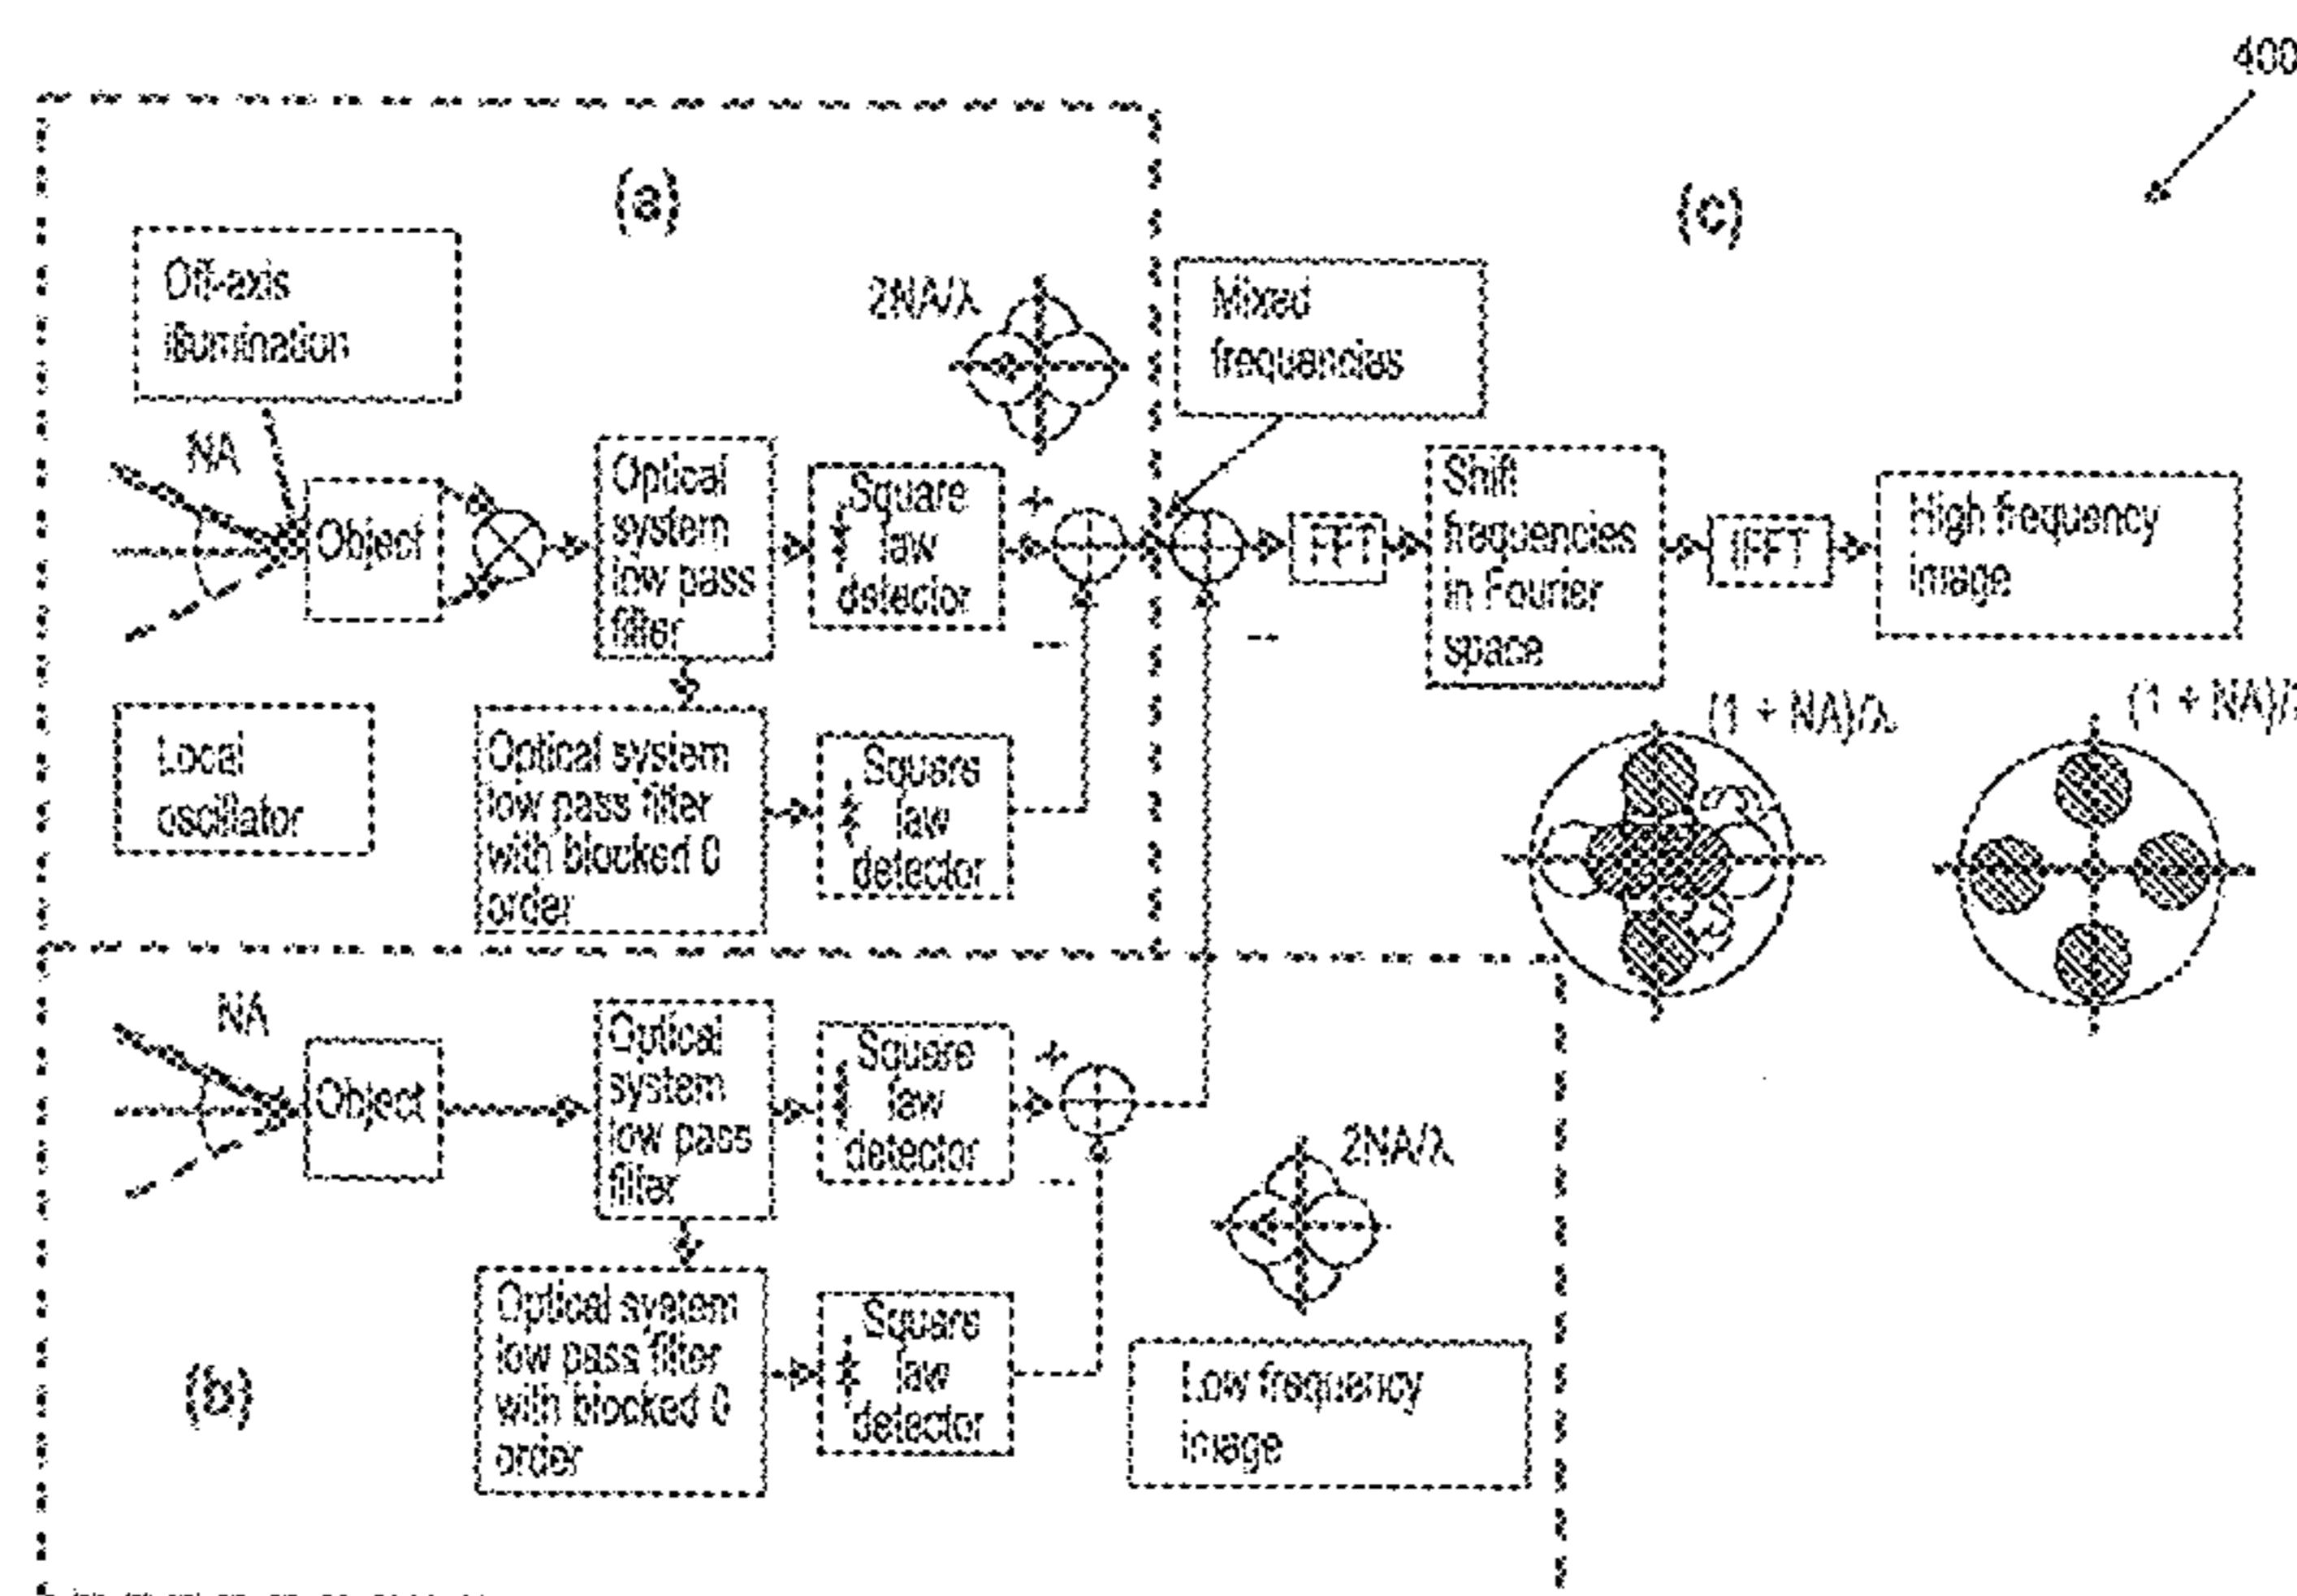 400
(a)
(c)
Off-axis
illumination
2NA/λ
Mixed
frequencies
NA
Object
Optical
system
low pass
filter
Square
law
detector
+
–
–
FFT
Shift
frequencies
in Fourier
space
IFFT
High frequency
image
Local
oscillator
Optical system
low pass filter
with blocked 0
order
Square
law
detector
(1 + NA)/λ
(1 + NA)/
NA
Object
Optical
system
low pass
filter
Square
law
detector
+
–
2NA/λ
(b)
Optical system
low pass filter
with blocked 0
order
Square
law
detector
Low frequency
image